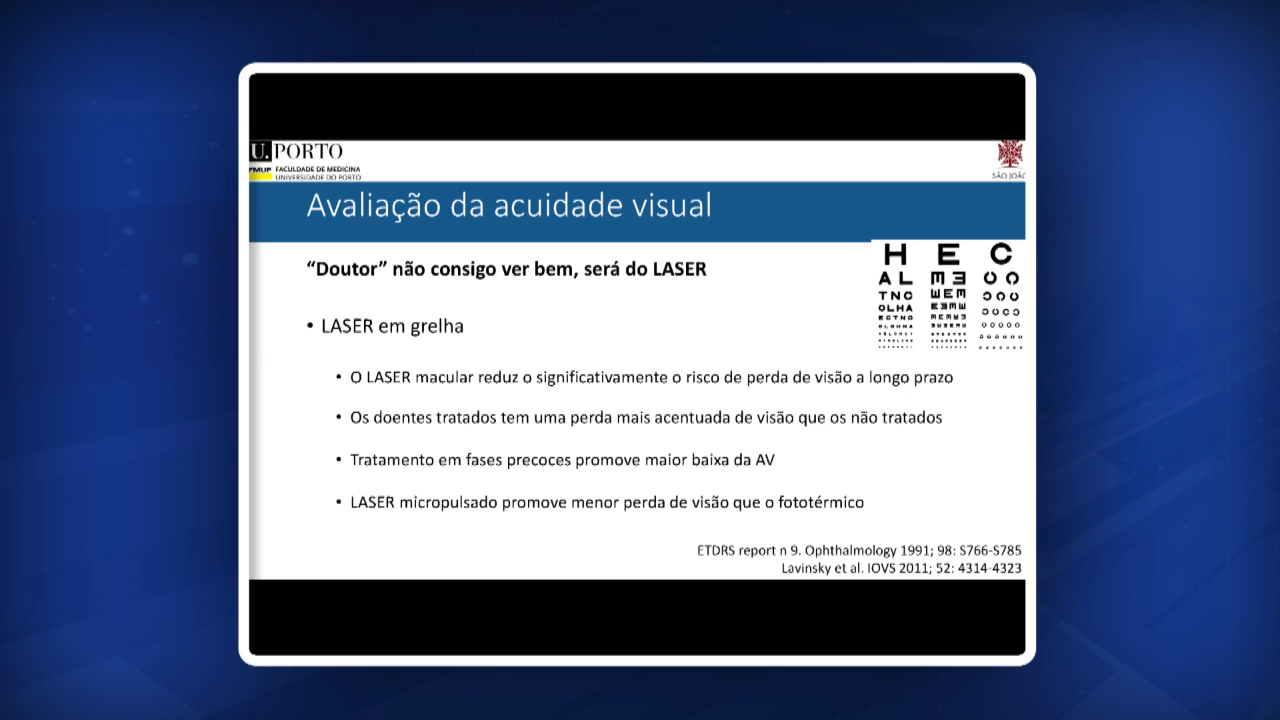 U.PORTO
FMUP FACULDADE DE MEDICINA
UNIVERSIDADE DO PORTO
SÃO JOÃO
Avaliação da acuidade visual
“Doutor” não consigo ver bem, será do LASER
H E C
A L
T N C
O L H A
• LASER em grelha
• O LASER macular reduz o significativamente o risco de perda de visão a longo prazo
• Os doentes tratados tem uma perda mais acentuada de visão que os não tratados
• Tratamento em fases precoces promove maior baixa da AV
• LASER micropulsado promove menor perda de visão que o fototérmico
ETDRS report n 9. Ophthalmology 1991; 98: S766-S785
Lavinsky et al. IOVS 2011; 52: 4314-4323